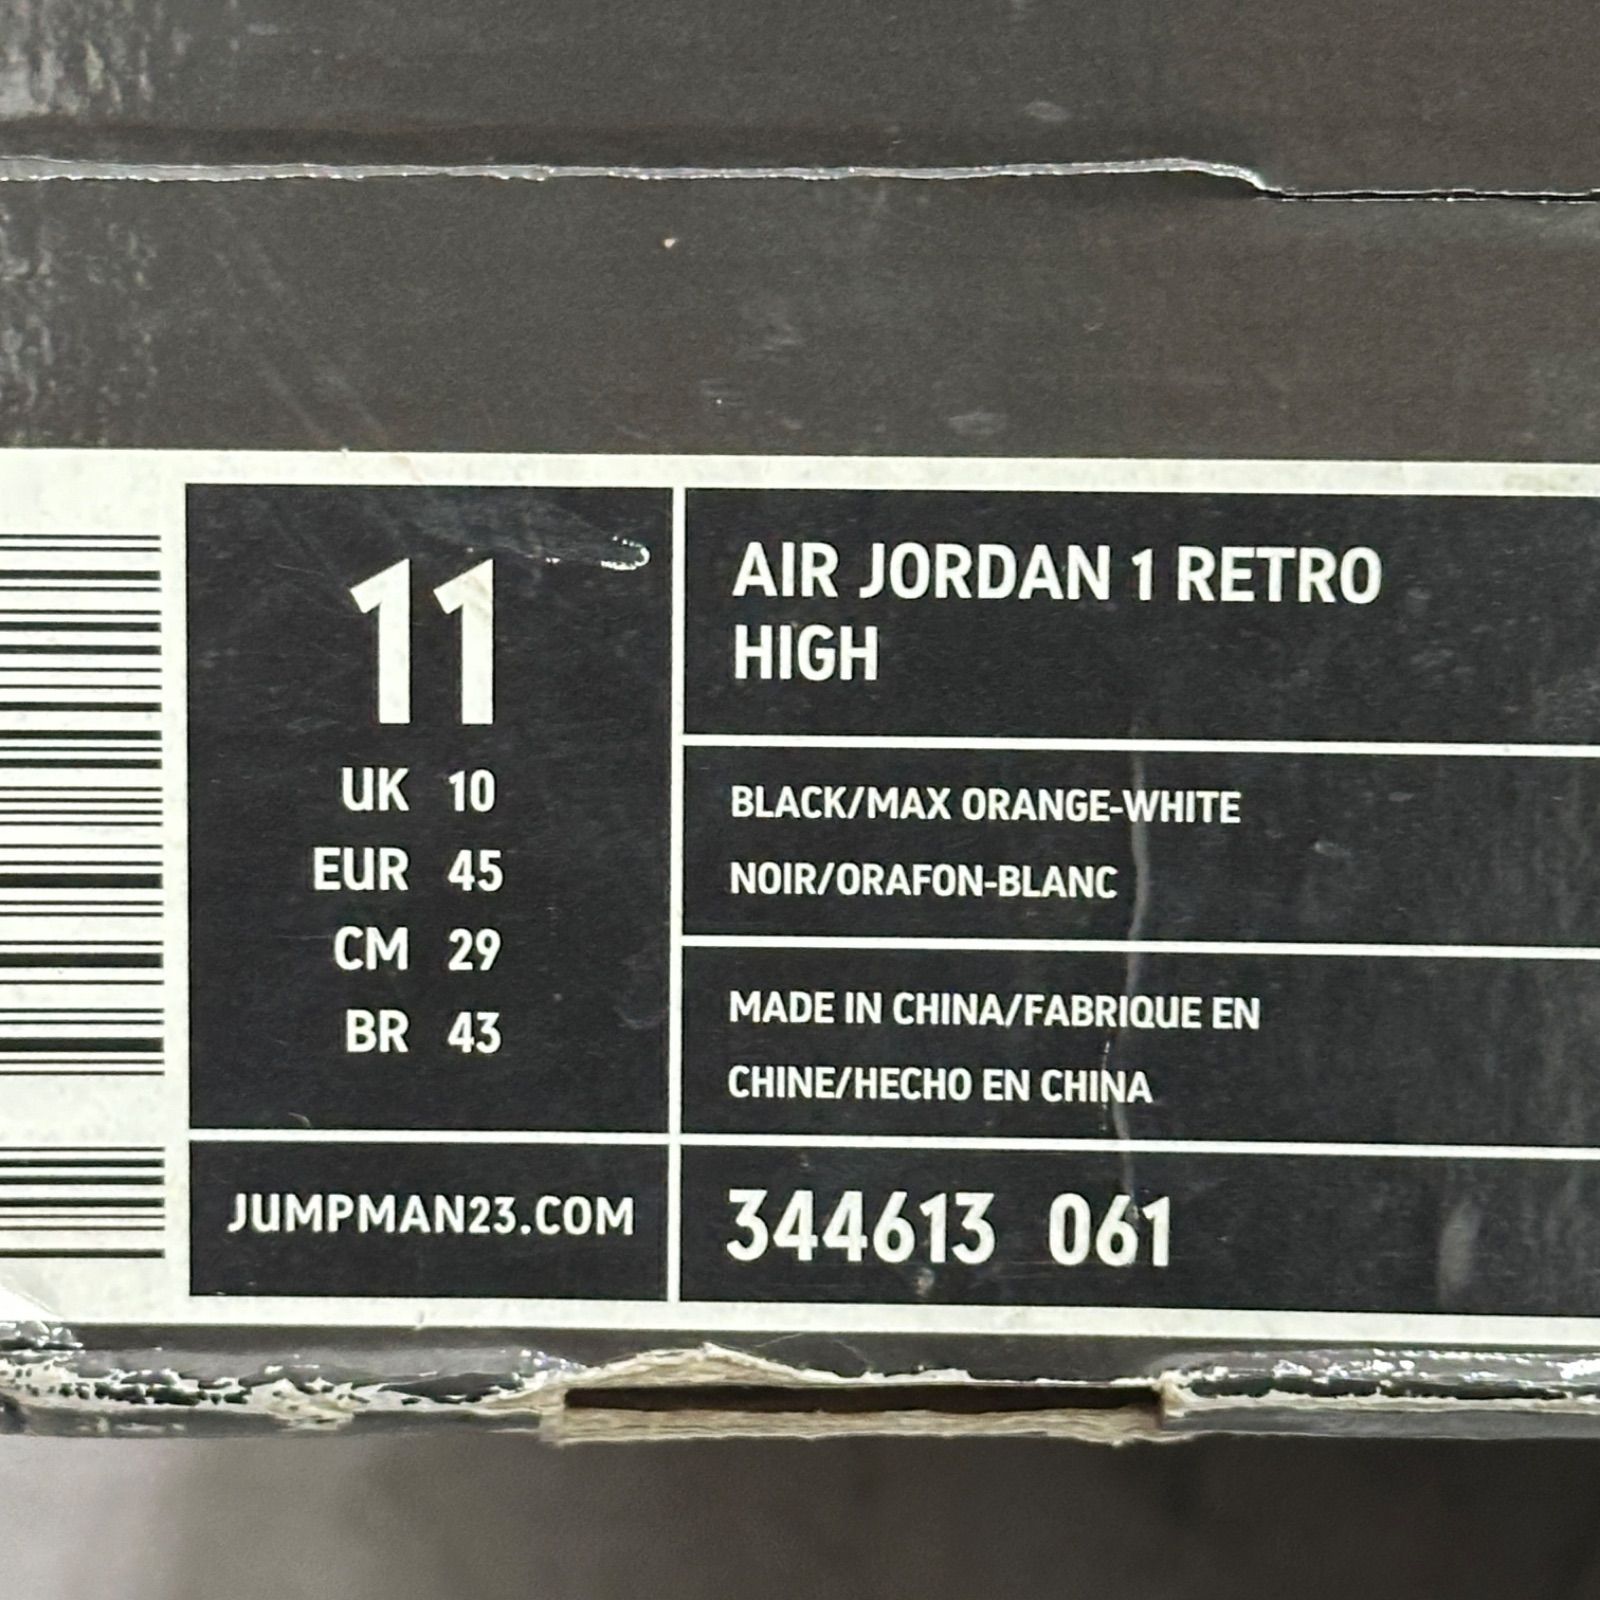 11
UK 10
EUR 45
CM 29
BR 43
JUMPMAN23.COM
AIR JORDAN 1 RETRO
HIGH
BLACK/MAX ORANGE-WHITE
NOIR/ORAFON-BLANC
MADE IN CHINA/FABRIQUE EN
CHINE/HECHO EN CHINA
344613 061